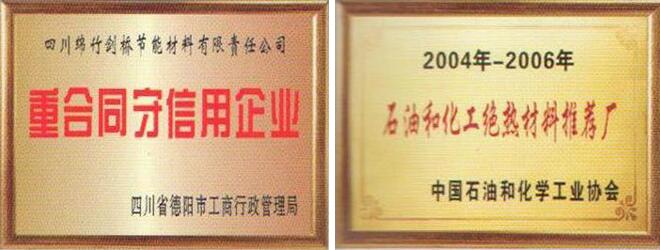 四川绵竹剑桥节能材料有限责任公司
重合同守信用企业
四川省德阳市工商行政管理局
2004年-2006年
石油和化工绝热材料推荐厂
中国石油和化学工业协会